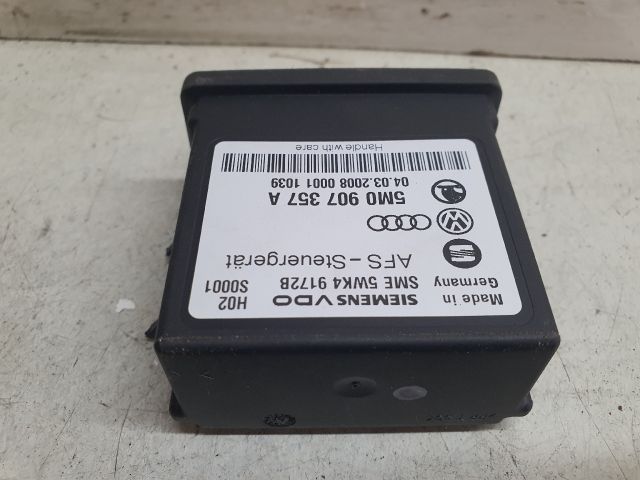 Made in
Germany
SIEMENS VDO
SME 5WK4 9172B
H02
S0001
AFS-Steuergerät
5M0 907 357 A
04.03.2008 0001 1039
Handle with care